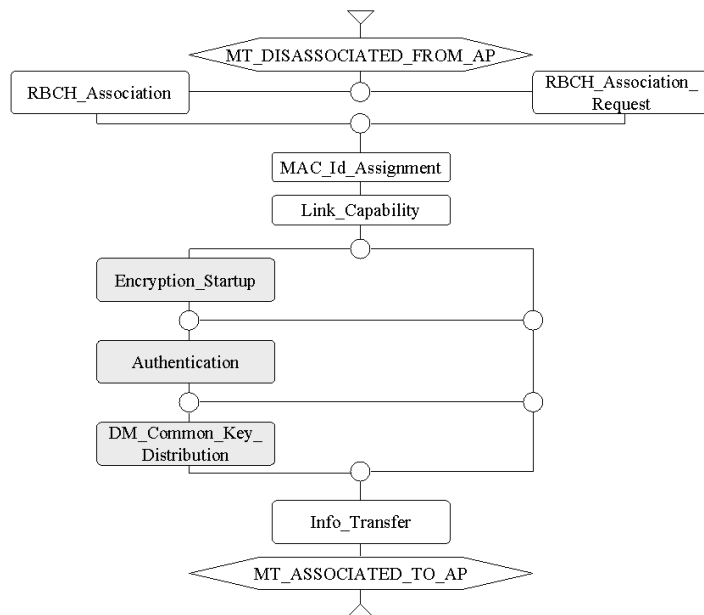 MT_DISASSOCIATED_FROM_AP
RBCH_Association
RBCH_Association_
Request
MAC_Id_Assignment
Link_Capability
Encryption_Startup
Authentication
DM_Common_Key_
Distribution
Info_Transfer
MT_ASSOCIATED_TO_AP